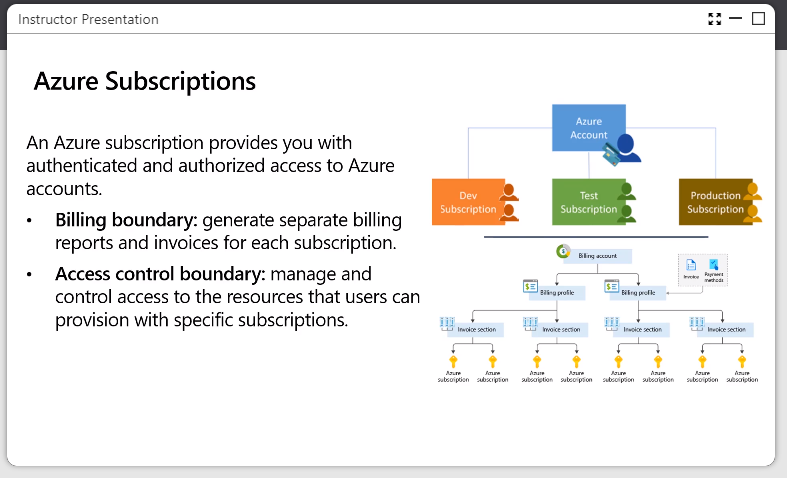 Instructor Presentation
Azure Subscriptions
An Azure subscription provides you with
authenticated and authorized access to Azure
accounts.
• Billing boundary: generate separate billing
reports and invoices for each subscription.
• Access control boundary: manage and
control access to the resources that users can
provision with specific subscriptions.
Azure
Account
Dev
Subscription
Test
Subscription
Production
Subscription
Billing account
Invoice
Payment
methods
Billing profile
Billing profile
Invoice section
Invoice section
Invoice section
Invoice section
Azure
subscription
Azure
subscription
Azure
subscription
Azure
subscription
Azure
subscription
Azure
subscription
Azure
subscription
Azure
subscription